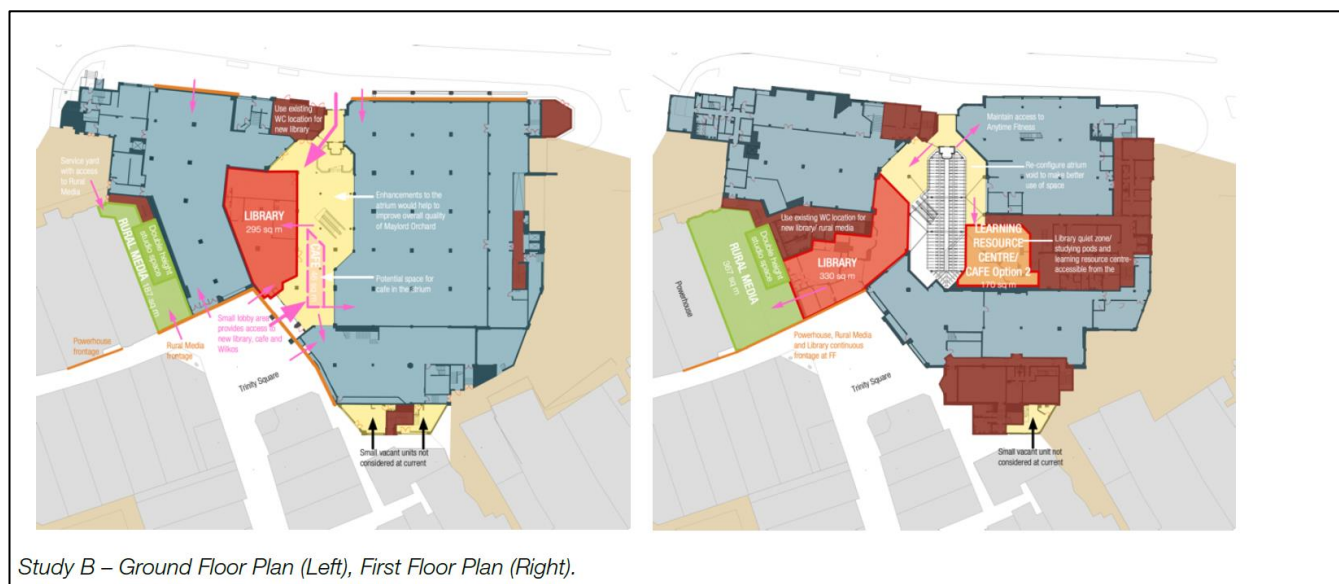 Use existing
WC location for
new library
Service yard
with access
to Rural
Media
Enhancements to the
atrium would help to
improve overall quality
of Maylord Orchard
LIBRARY
295 sq m
RURAL MEDIA
Double height
studio space
CAFE
Potential space for
cafe in the atrium
Small lobby area
provides access to
new library, cafe and
Wilkos
Powerhouse
frontage
Rural Media
frontage
Trinity Square
Small vacant units not
considered at current
Maintain access to
Anytime Fitness
Re-configure atrium
void to make better
use of space
Use existing WC location for
new library/ rural media
RURAL MEDIA
367 sq m
Double height
studio space
LIBRARY
330 sq m
LEARNING
RESOURCE
CENTRE/
CAFE Option 2
170 sq m
Library quiet zone/
studying pods and
learning resource centre-
accessible from the
Powerhouse
Powerhouse, Rural Media
and Library continuous
frontage at FF
Trinity Square
Small vacant unit not
considered at current
Study B – Ground Floor Plan (Left), First Floor Plan (Right).